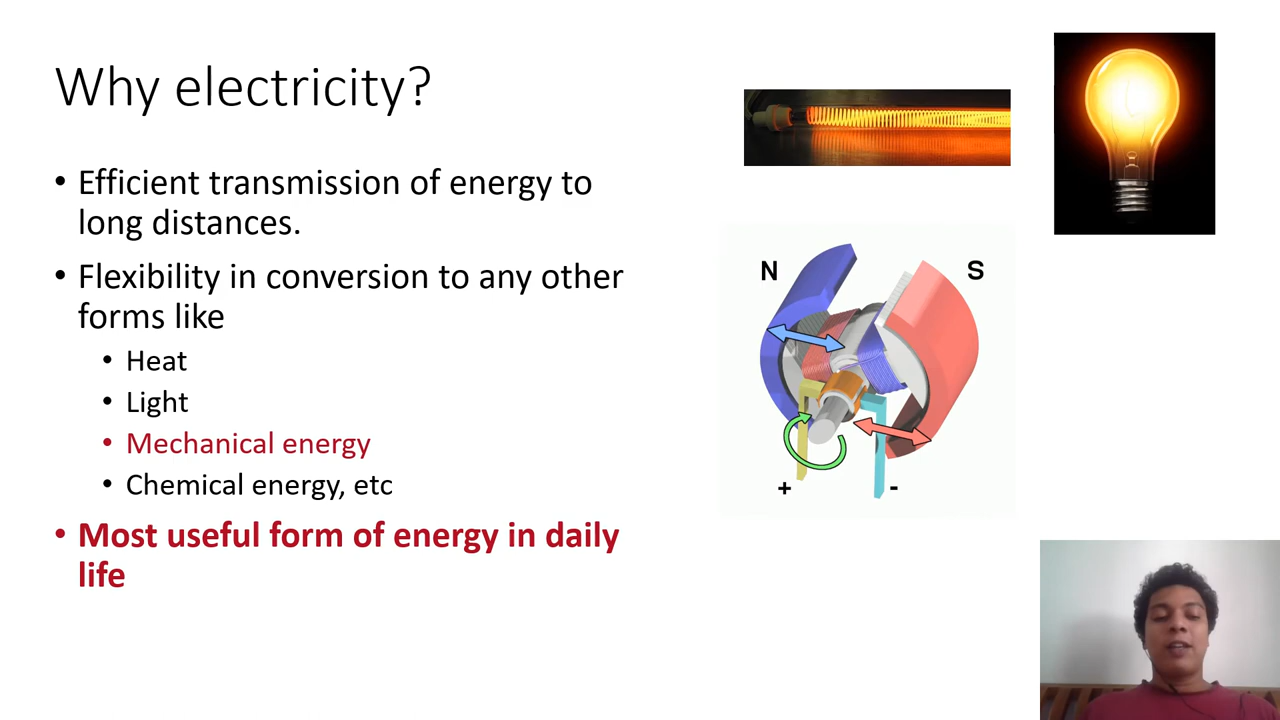 Why electricity?
• Efficient transmission of energy to
long distances.
• Flexibility in conversion to any other
forms like
• Heat
• Light
• Mechanical energy
• Chemical energy, etc
• Most useful form of energy in daily
life
N
S
+
-